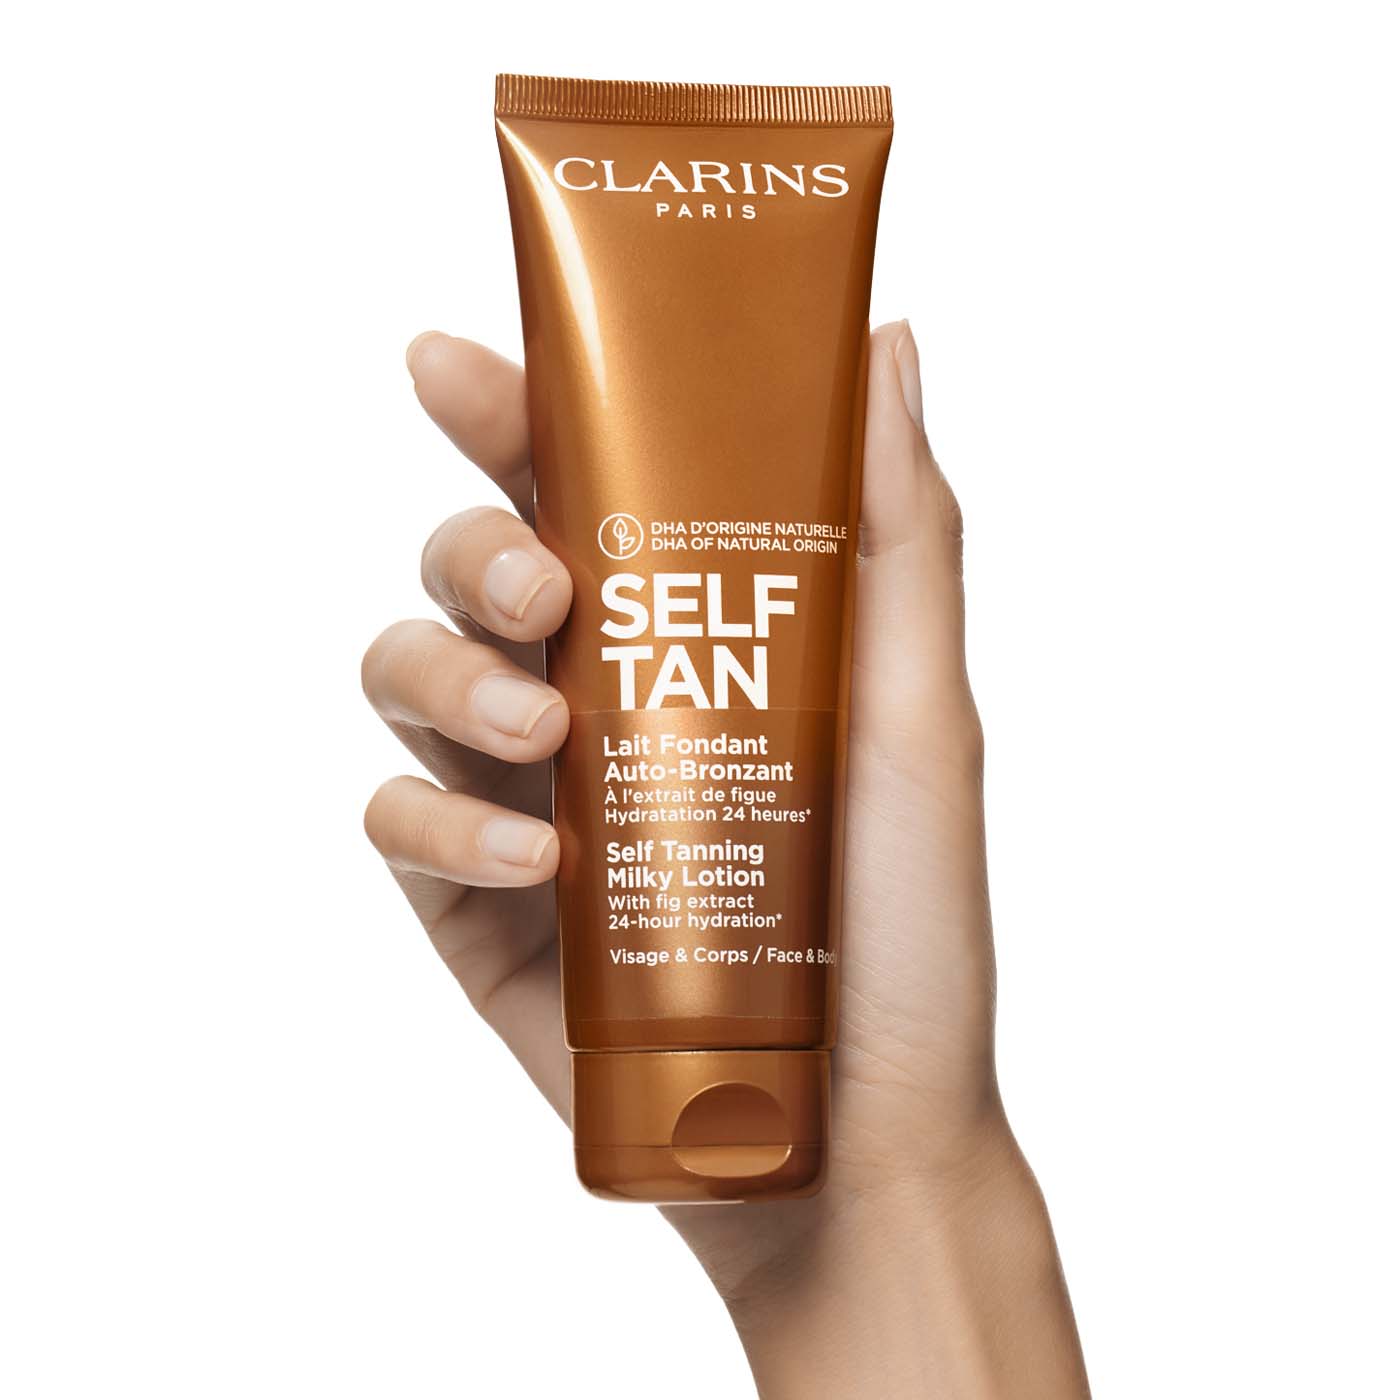 CLARINS
PARIS
DHA D'ORIGINE NATURELLE
DHA OF NATURAL ORIGIN
SELF
TAN
Lait Fondant
Auto-Bronzant
À l'extrait de figue
Hydratation 24 heures*
Self Tanning
Milky Lotion
With fig extract
24-hour hydration*
Visage & Corps / Face & Body